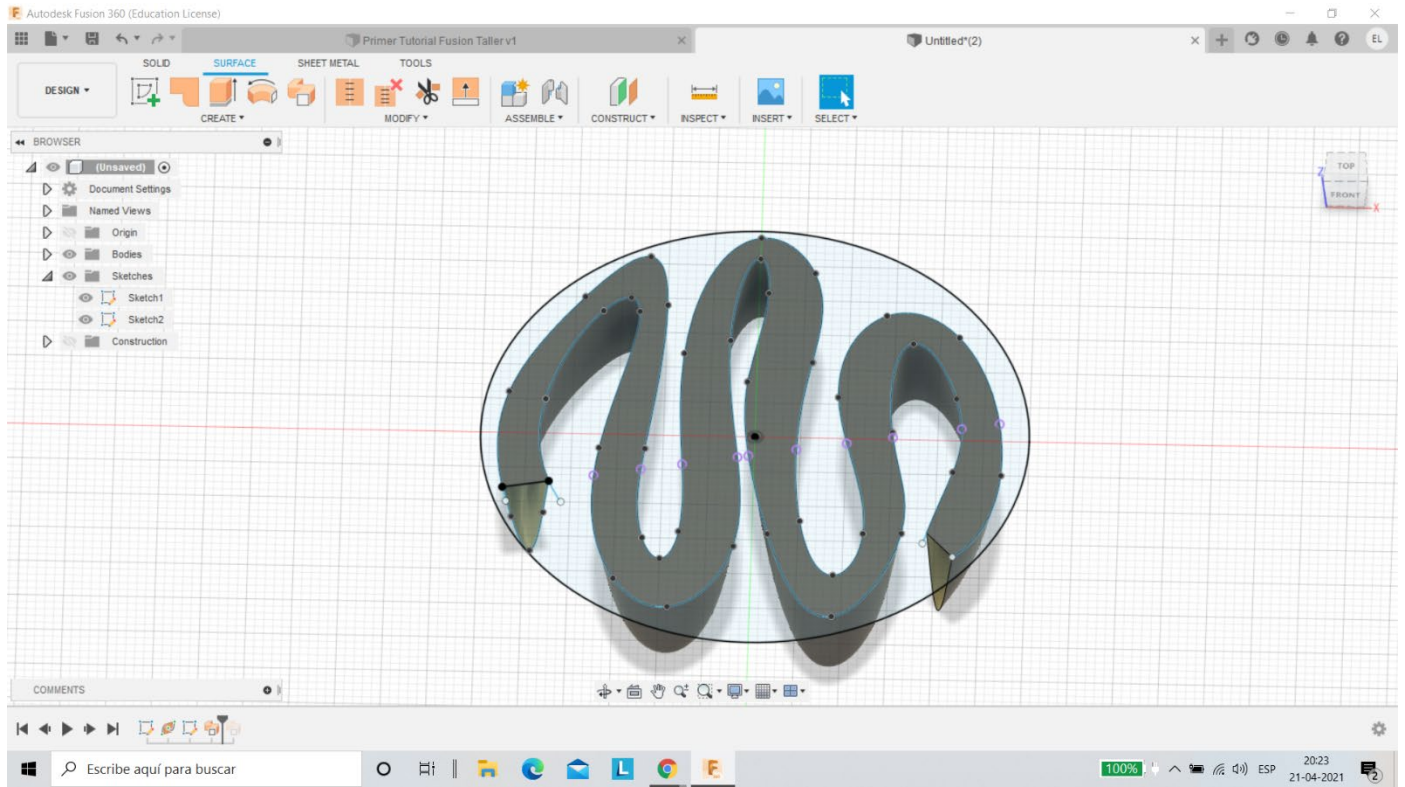 Autodesk Fusion 360 (Education License)
Primer Tutorial Fusion Taller v1
Untitled*(2)
EL
SOLID SURFACE SHEET METAL TOOLS
DESIGN
CREATE MODIFY ASSEMBLE CONSTRUCT INSPECT INSERT SELECT
BROWSER
(Unsaved)
Document Settings
Named Views
Origin
Bodies
Sketches
Sketch1
Sketch2
Construction
TOP
Z
FRONT
X
COMMENTS
Escribe aquí para buscar
100%
ESP
20:23
21-04-2021
2